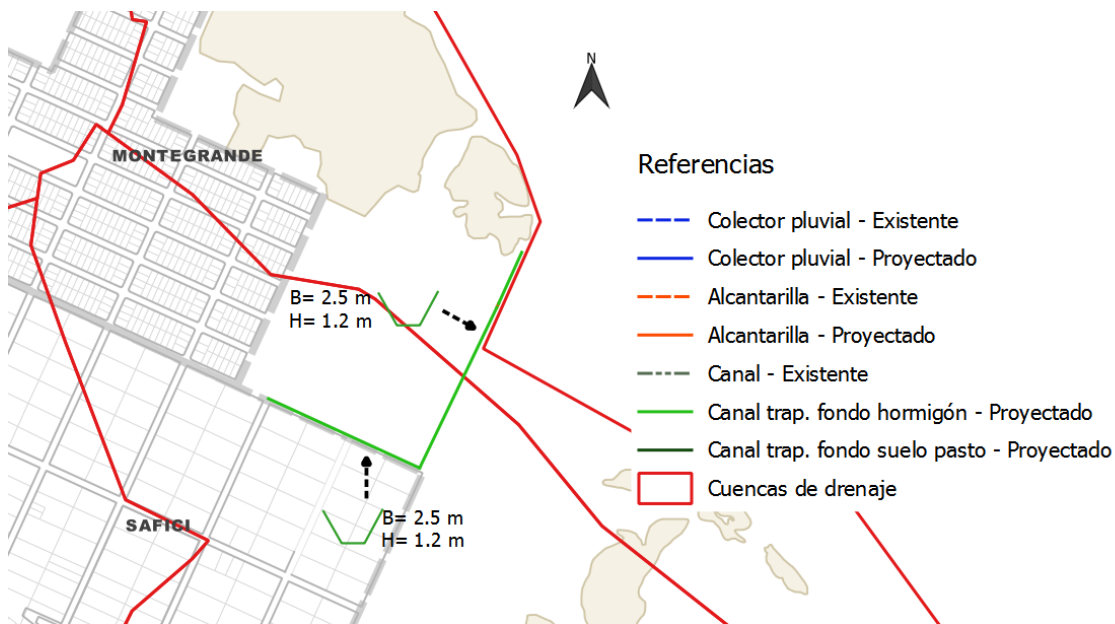 N
MONTEGRANDE
B= 2.5 m
H= 1.2 m
SAFICI
B= 2.5 m
H= 1.2 m
Referencias
Colector pluvial - Existente
Colector pluvial - Proyectado
Alcantarilla - Existente
Alcantarilla - Proyectado
Canal - Existente
Canal trap. fondo hormigón - Proyectado
Canal trap. fondo suelo pasto - Proyectado
Cuencas de drenaje